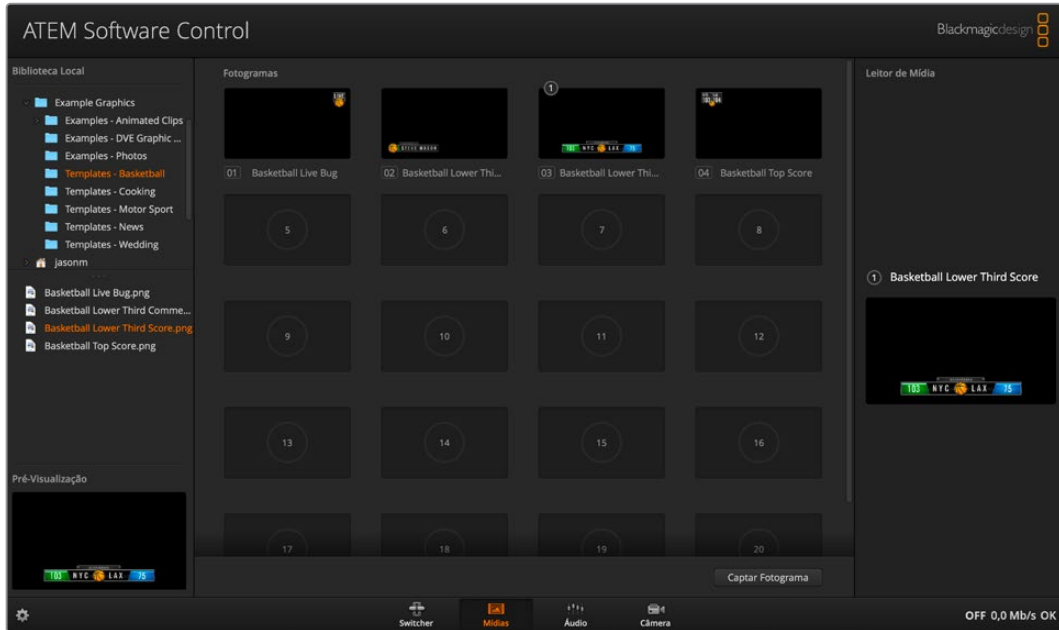 ATEM Software Control
Blackmagicdesign
Biblioteca Local
Example Graphics
Examples - Animated Clips
Examples - DVE Graphic ...
Examples - Photos
Templates - Basketball
Templates - Cooking
Templates - Motor Sport
Templates - News
Templates - Wedding
jasonm
Basketball Live Bug.png
Basketball Lower Third Comme...
Basketball Lower Third Score.png
Basketball Top Score.png
Pré-Visualização
103 NYC LAX 75
Fotogramas
LIVE
1
103 NYC LAX 75
103 104
01 Basketball Live Bug
02 Basketball Lower Thi...
03 Basketball Lower Thi...
04 Basketball Top Score
5 6 7 8
9 10 11 12
13 14 15 16
17 18 19 20
Captar Fotograma
Leitor de Mídia
1 Basketball Lower Third Score
103 NYC LAX 75
Switcher Mídias Áudio Câmera
OFF 0,0 Mb/s OK